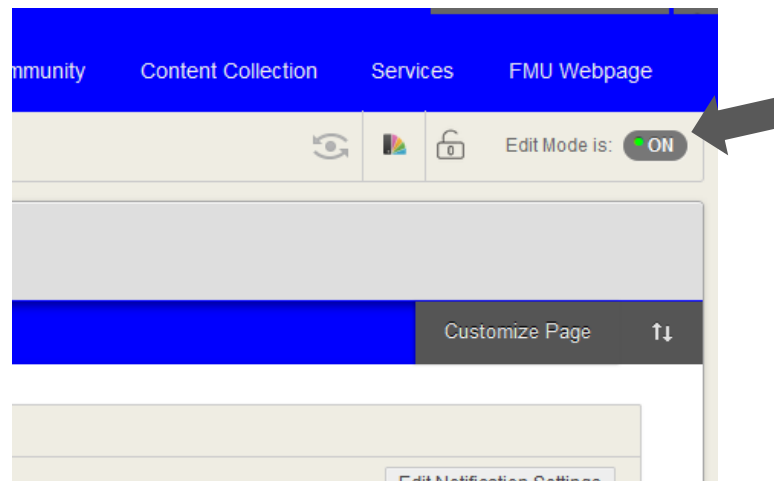 mmunity Content Collection Services FMU Webpage
0 Edit Mode is: ON
Customize Page
Edit Notification Settings